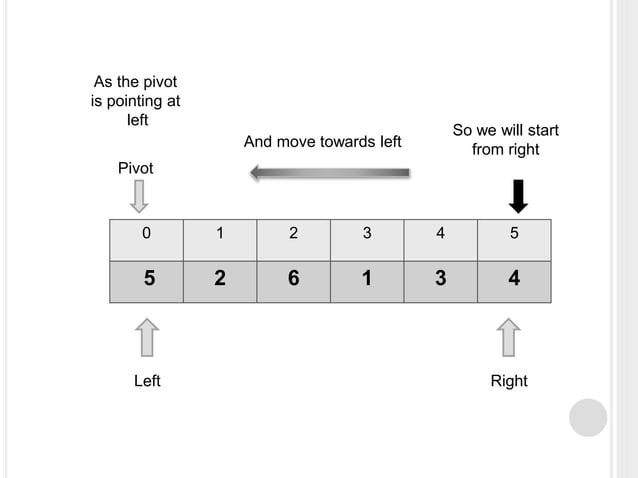 As the pivot
is pointing at
left
And move towards left
So we will start
from right
Pivot
0 1 2 3 4 5
5 2 6 1 3 4
Left
Right